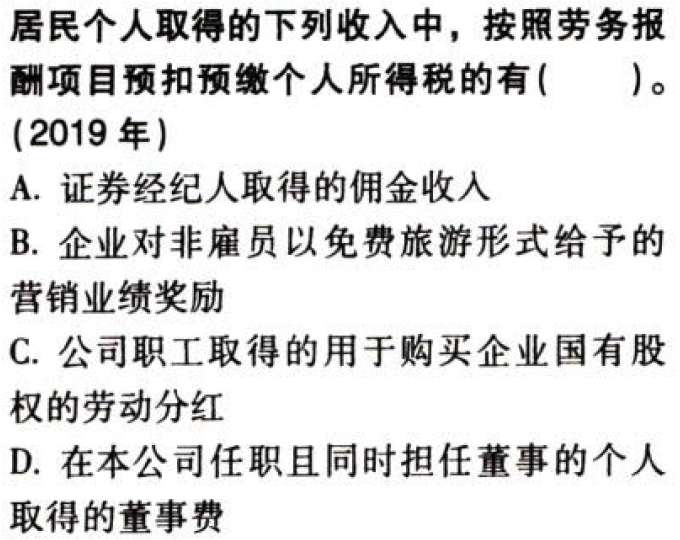 居民个人取得的下列收入中，按照劳务报
酬项目预扣预缴个人所得税的有(　　)。
(2019 年)
A. 证券经纪人取得的佣金收入
B. 企业对非雇员以免费旅游形式给予的
营销业绩奖励
C. 公司职工取得的用于购买企业国有股
权的劳动分红
D. 在本公司任职且同时担任董事的个人
取得的董事费